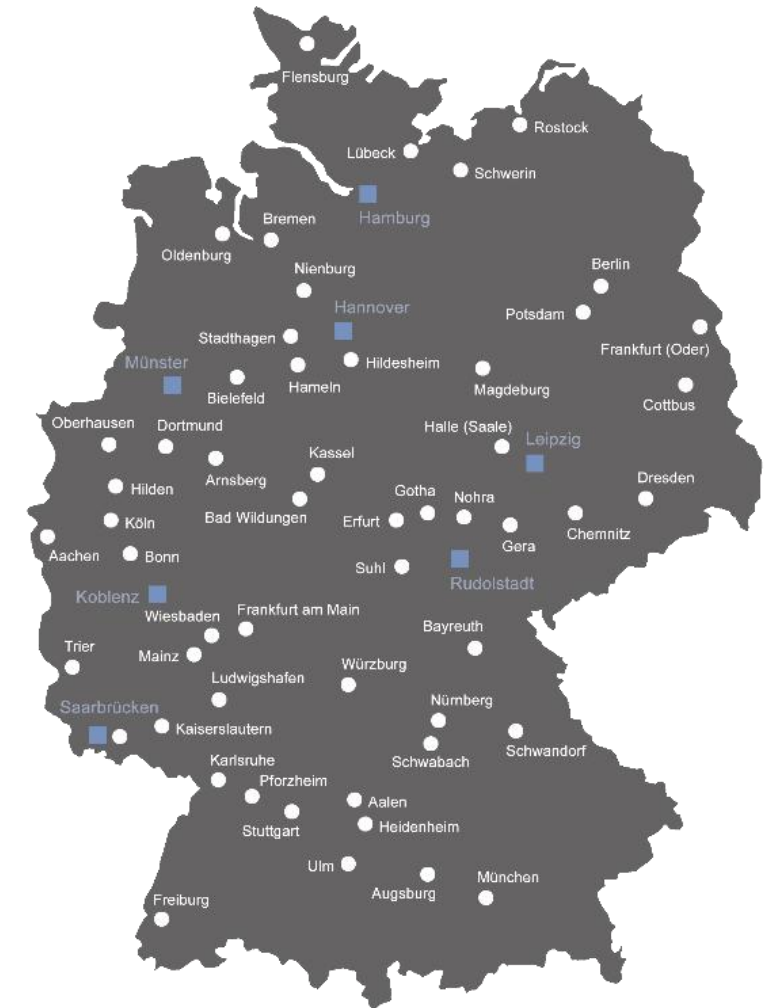 Flensburg
Rostock
Lübeck
Schwerin
Hamburg
Bremen
Oldenburg
Berlin
Nienburg
Hannover
Potsdam
Stadthagen
Frankfurt (Oder)
Münster
Hildesheim
Hameln
Magdeburg
Bielefeld
Cottbus
Oberhausen
Dortmund
Halle (Saale)
Leipzig
Kassel
Arnsberg
Dresden
Hilden
Gotha
Nohra
Bad Wildungen
Köln
Erfurt
Chemnitz
Gera
Aachen
Bonn
Suhl
Rudolstadt
Koblenz
Wiesbaden
Frankfurt am Main
Bayreuth
Trier
Mainz
Würzburg
Ludwigshafen
Nürnberg
Saarbrücken
Kaiserslautern
Schwandorf
Schwabach
Karlsruhe
Pforzheim
Aalen
Stuttgart
Heidenheim
Ulm
München
Augsburg
Freiburg